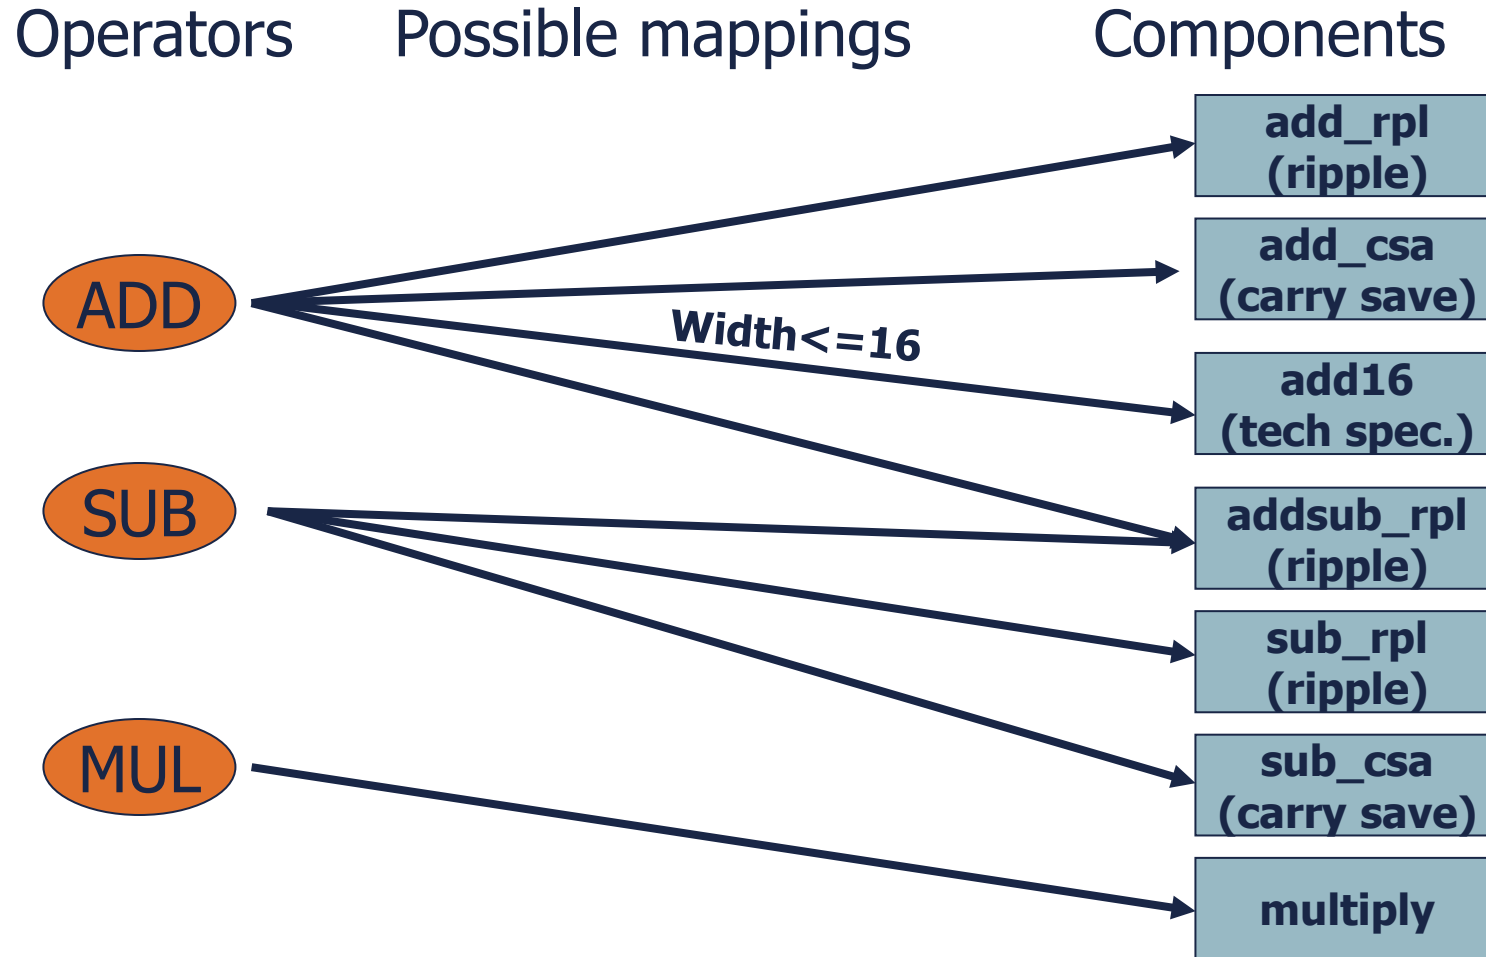 Operators Possible mappings Components
add_rpl
(ripple)
add_csa
(carry save)
ADD
Width<=16
add16
(tech spec.)
SUB
addsub_rpl
(ripple)
sub_rpl
(ripple)
MUL
sub_csa
(carry save)
multiply